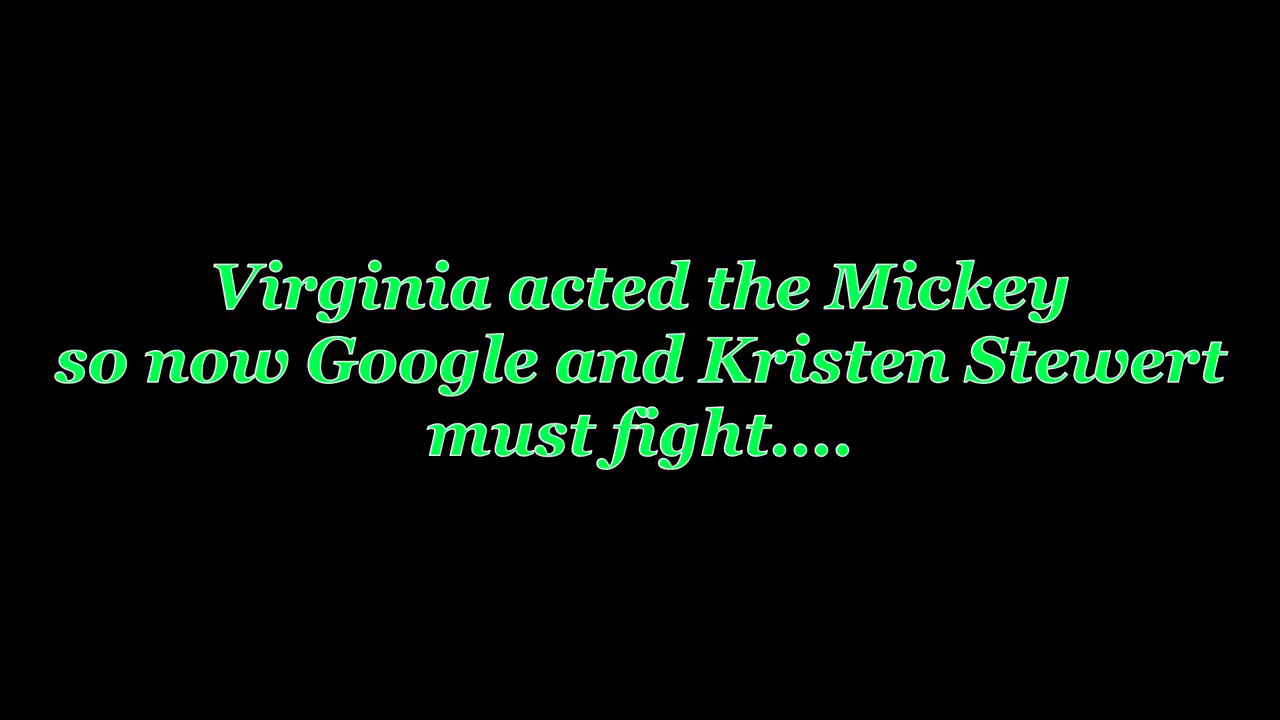 Virginia acted the Mickey
so now Google and Kristen Stewert
must fight....